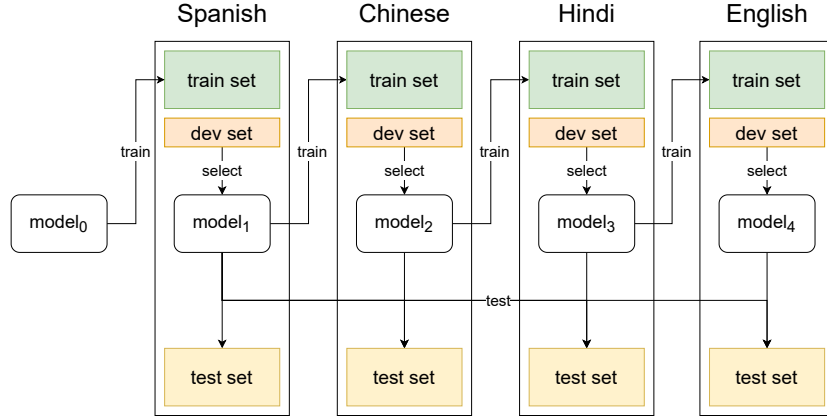 Spanish
Chinese
Hindi
English
train set
train set
train set
train set
dev set
dev set
dev set
dev set
train
train
train
train
select
select
select
select
model₀
model₁
model₂
model₃
model₄
test
test set
test set
test set
test set